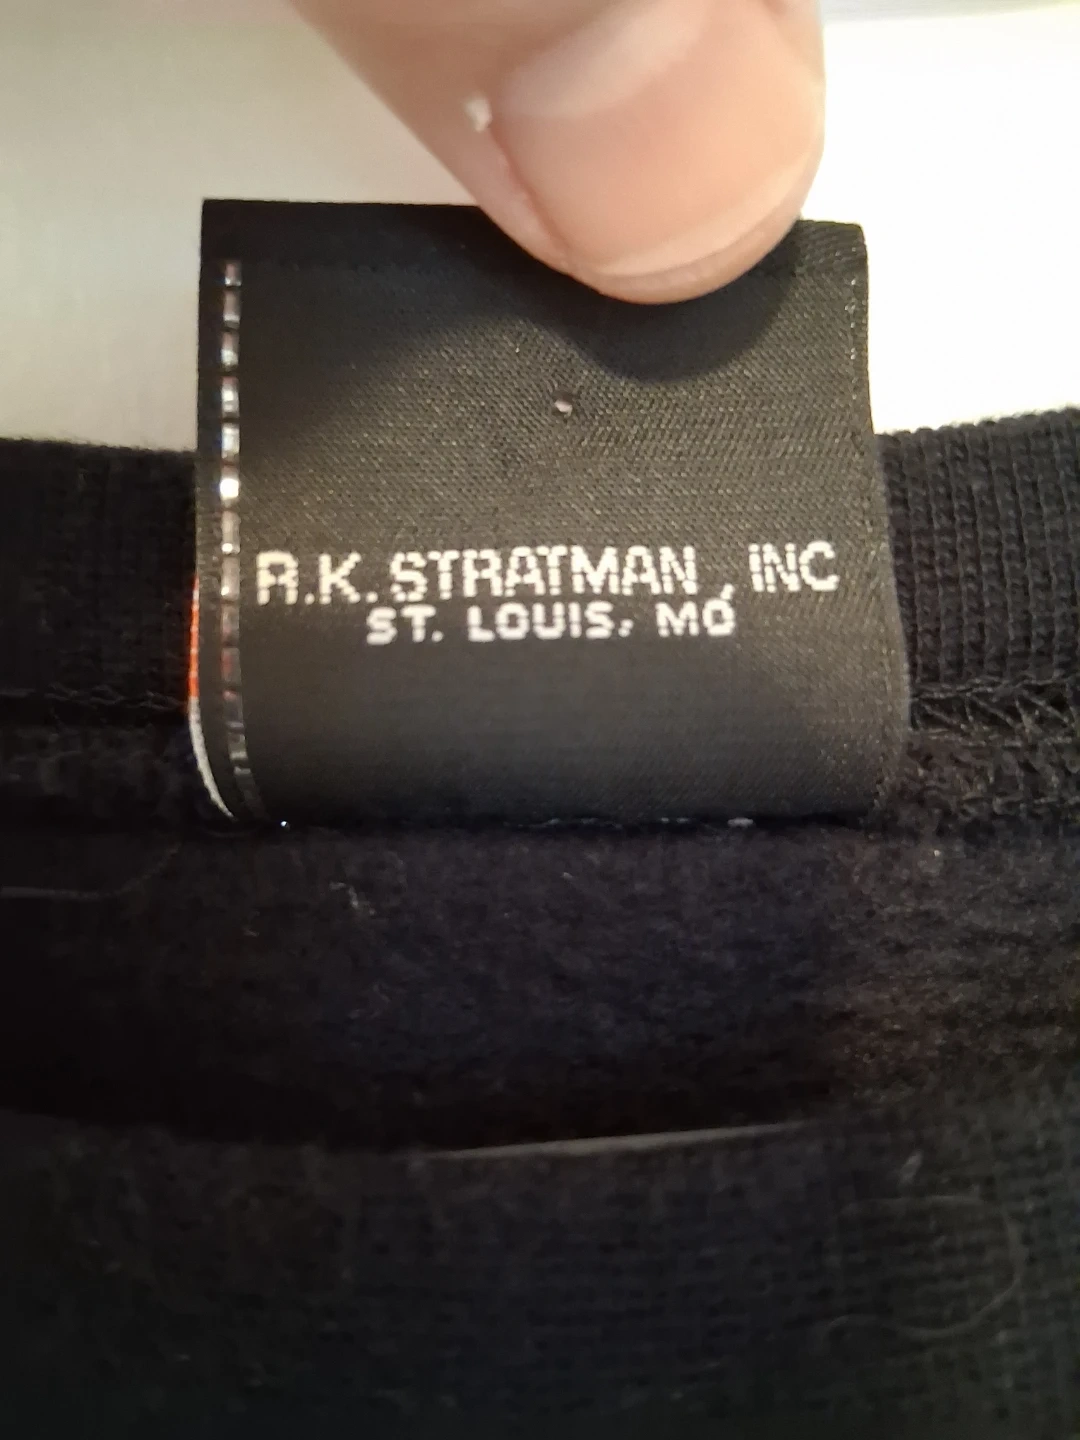 R.K.STRATMAN , INC
ST. LOUIS. MO